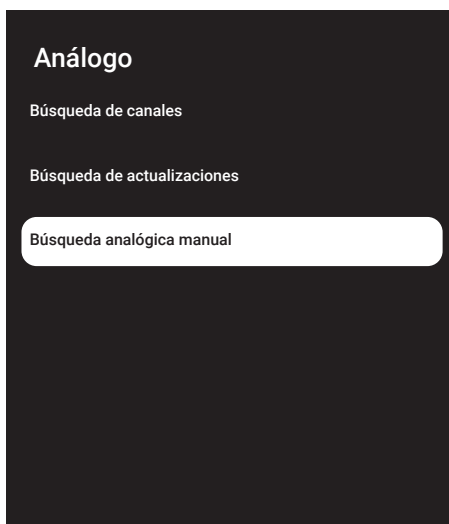 Análogo
Búsqueda de canales
Búsqueda de actualizaciones
Búsqueda analógica manual